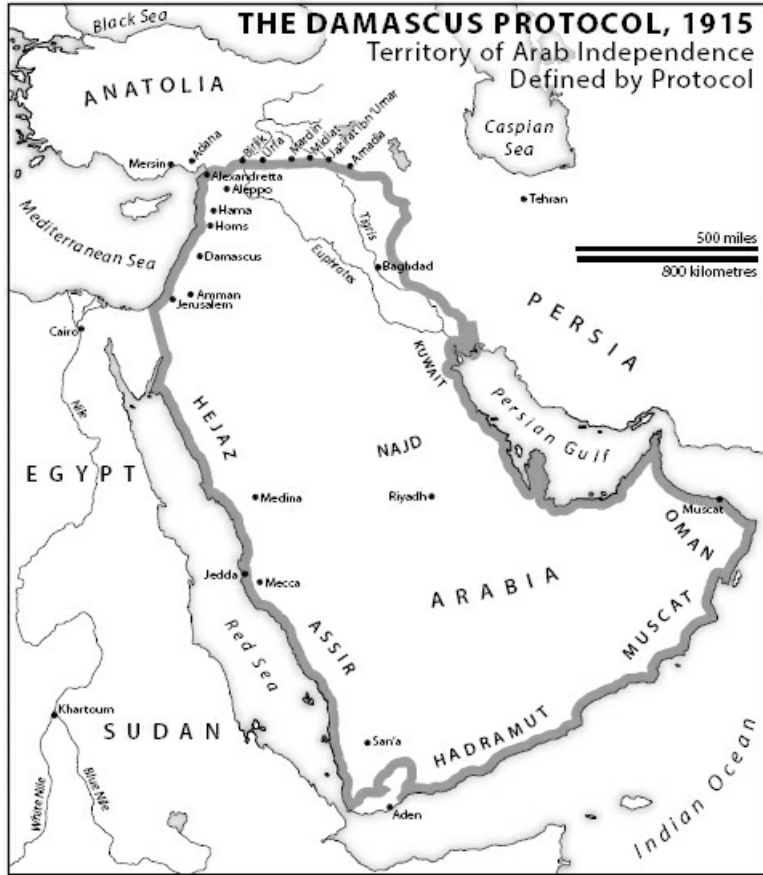 THE DAMASCUS PROTOCOL, 1915
Territory of Arab Independence
Defined by Protocol
Black Sea
ANATOLIA
Caspian
Sea
Mersin
Adana
Birijik
Urfa
Mardin
Midiat
Jazirat Ibn 'Umar
Amadia
Alexandretta
Aleppo
Tehran
Hama
Homs
Mediterranean Sea
Tigris
Euphrates
500 miles
800 kilometres
Damascus
Baghdad
Amman
Jerusalem
Cairo
PERSIA
KUWAIT
Nile
HEJAZ
Persian Gulf
NAJD
EGYPT
Medina
Riyadh
Muscat
OMAN
Jedda
Mecca
ARABIA
MUSCAT
ASSIR
Red Sea
Khartoum
SUDAN
San'a
HADRAMUT
White Nile
Blue Nile
Aden
Indian Ocean